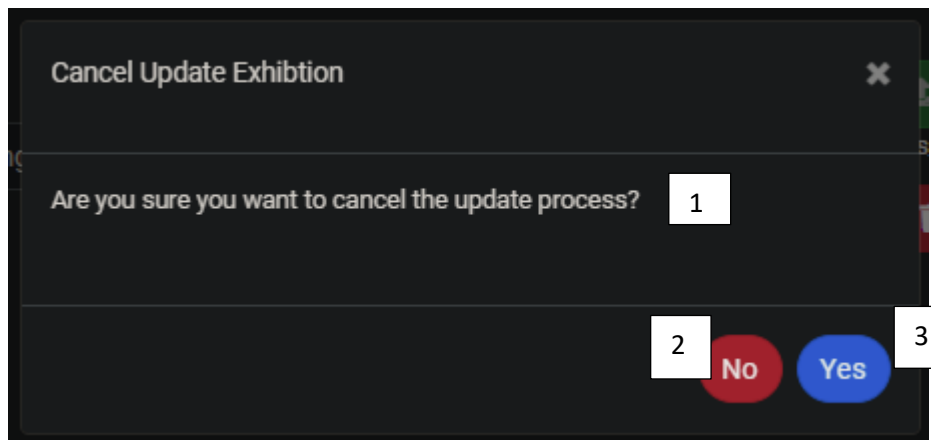 Cancel Update Exhibtion
Are you sure you want to cancel the update process? 1
2 No Yes 3